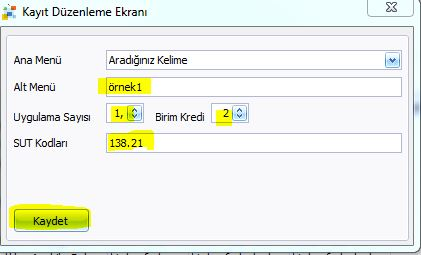 Kayıt Düzenleme Ekranı
Ana Menü Aradığınız Kelime
Alt Menü örnek1
Uygulama Sayısı 1, Birim Kredi 2
SUT Kodları 138.21
Kaydet